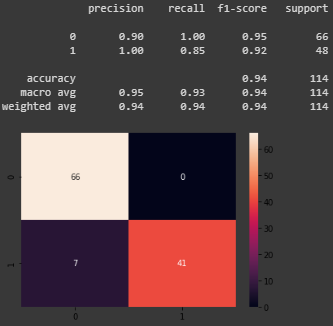 precision recall f1-score support
0 0.90 1.00 0.95 66
1 1.00 0.85 0.92 48
accuracy 0.94 114
macro avg 0.95 0.93 0.94 114
weighted avg 0.94 0.94 0.94 114
60
0 66 0 50
40
30
1 7 41 20
10
0
0 1